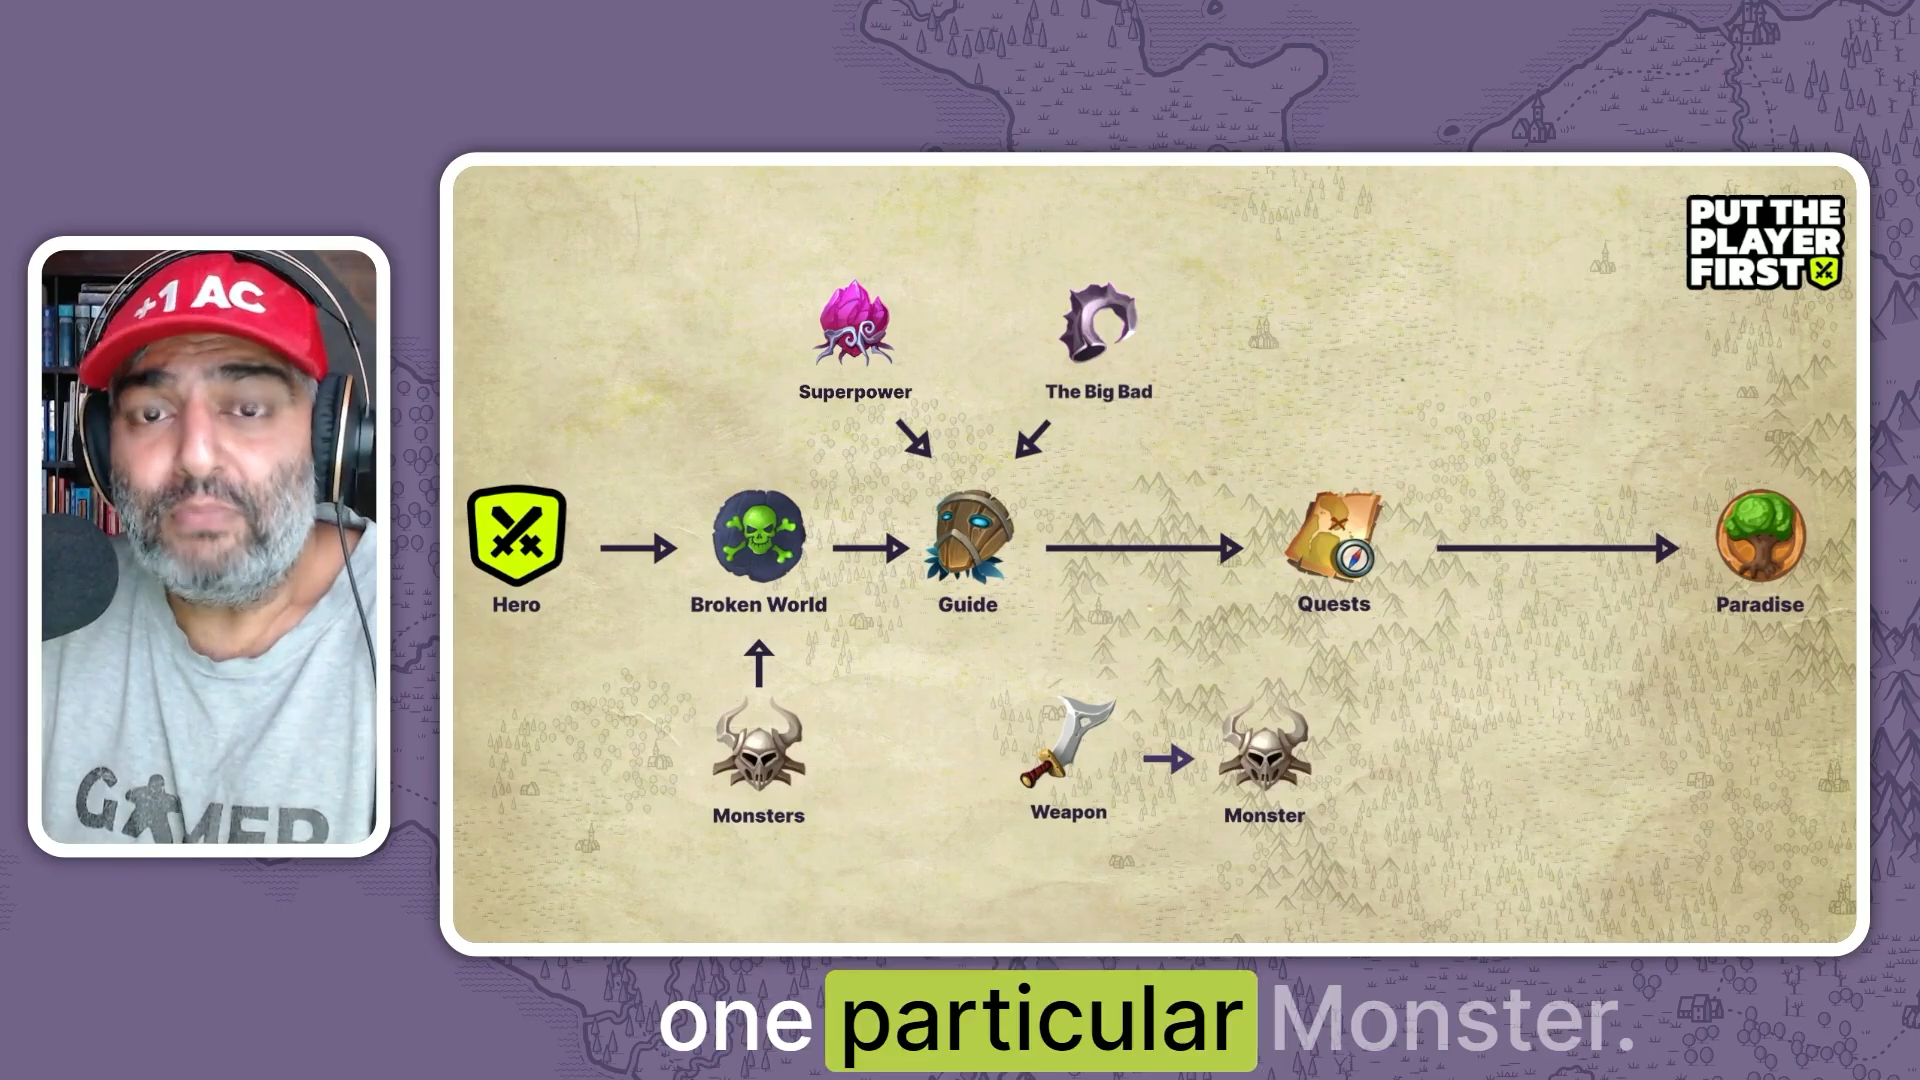 +1 AC
GAMER
PUT THE
PLAYER
FIRST
Superpower
The Big Bad
Hero
Broken World
Guide
Quests
Paradise
Monsters
Weapon
Monster
one particular Monster.